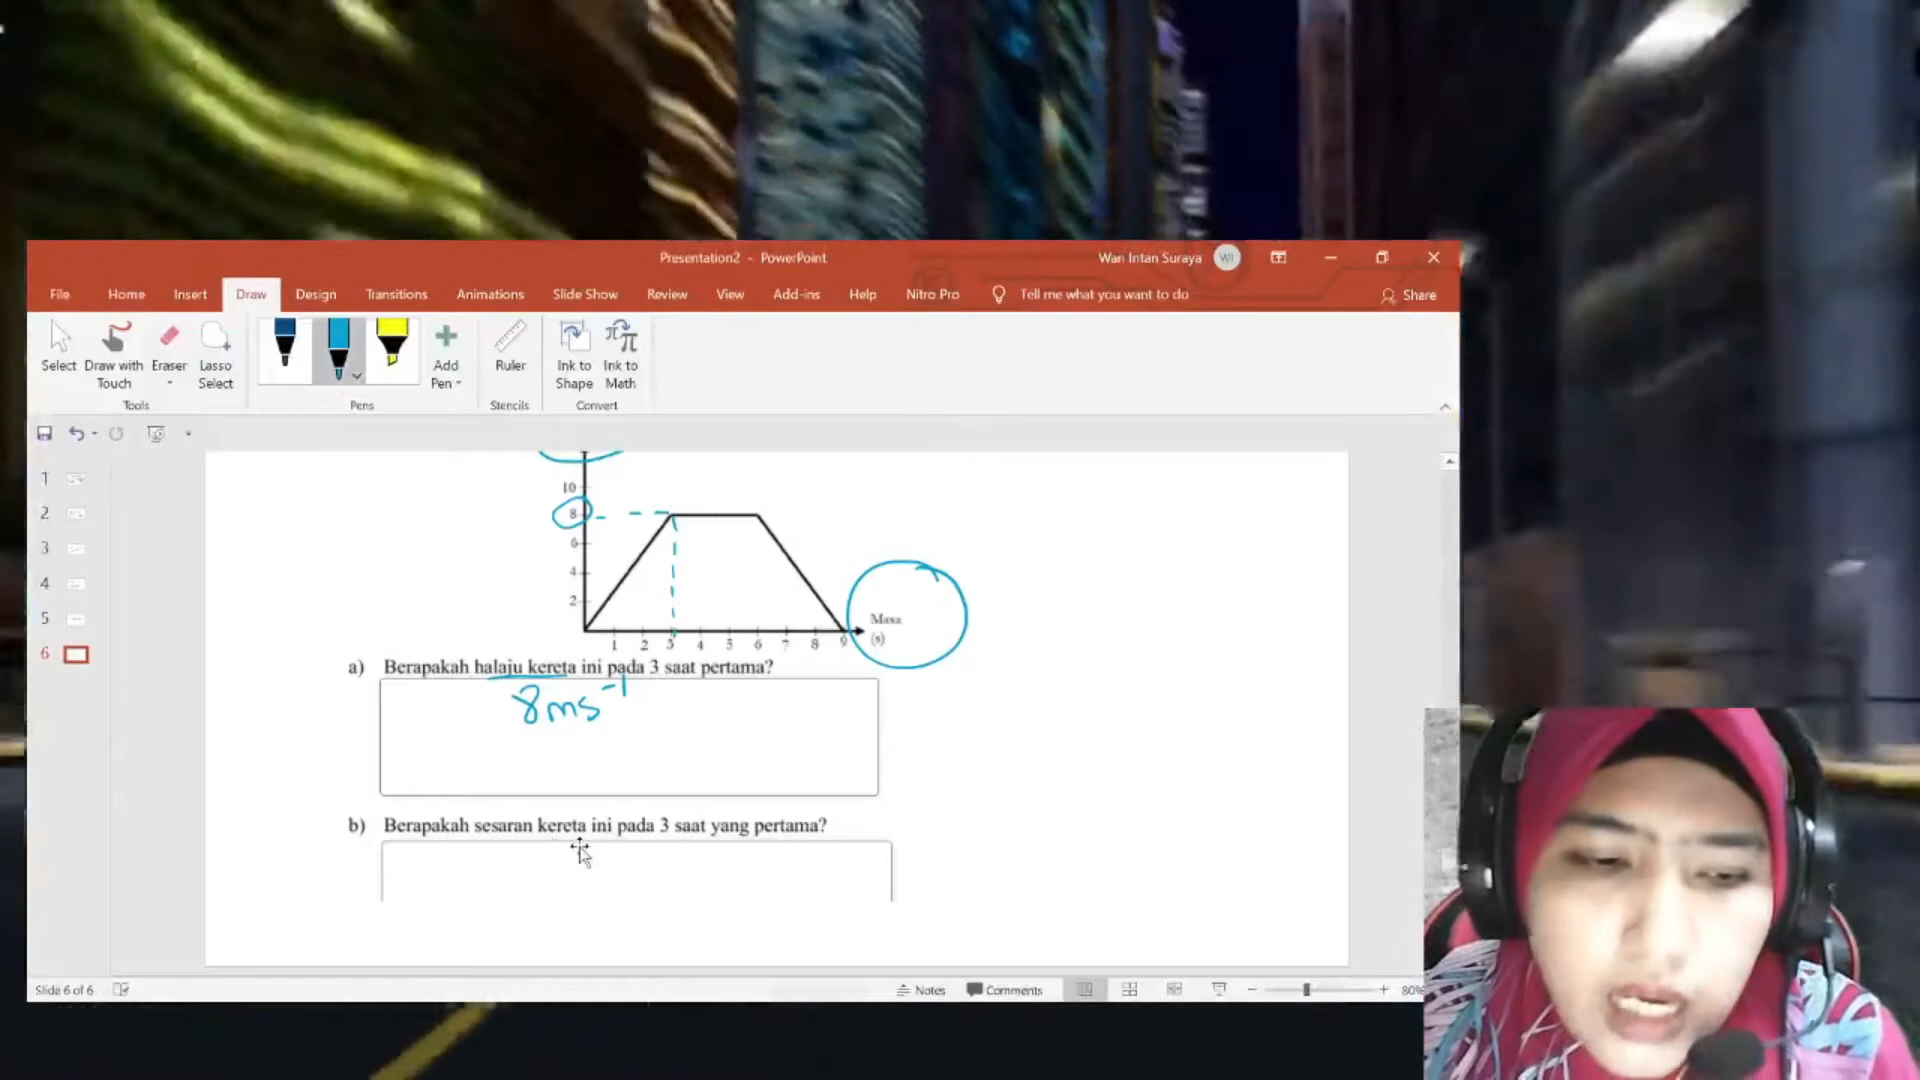 Presentation2 - PowerPoint
Wan Intan Suraya WI
File Home Insert Draw Design Transitions Animations Slide Show Review View Add-ins Help Nitro Pro Tell me what you want to do Share
Select Draw with Touch Eraser Lasso Select Add Pen Ruler Ink to Shape Ink to Math
Tools Pens Stencils Convert
1
2
3
4
5
6
10
8
6
4
2
Masa
(s)
1 2 3 4 5 6 7 8 9
a) Berapakah halaju kereta ini pada 3 saat pertama?
8ms⁻¹
b) Berapakah sesaran kereta ini pada 3 saat yang pertama?
Slide 6 of 6 Notes Comments 80%